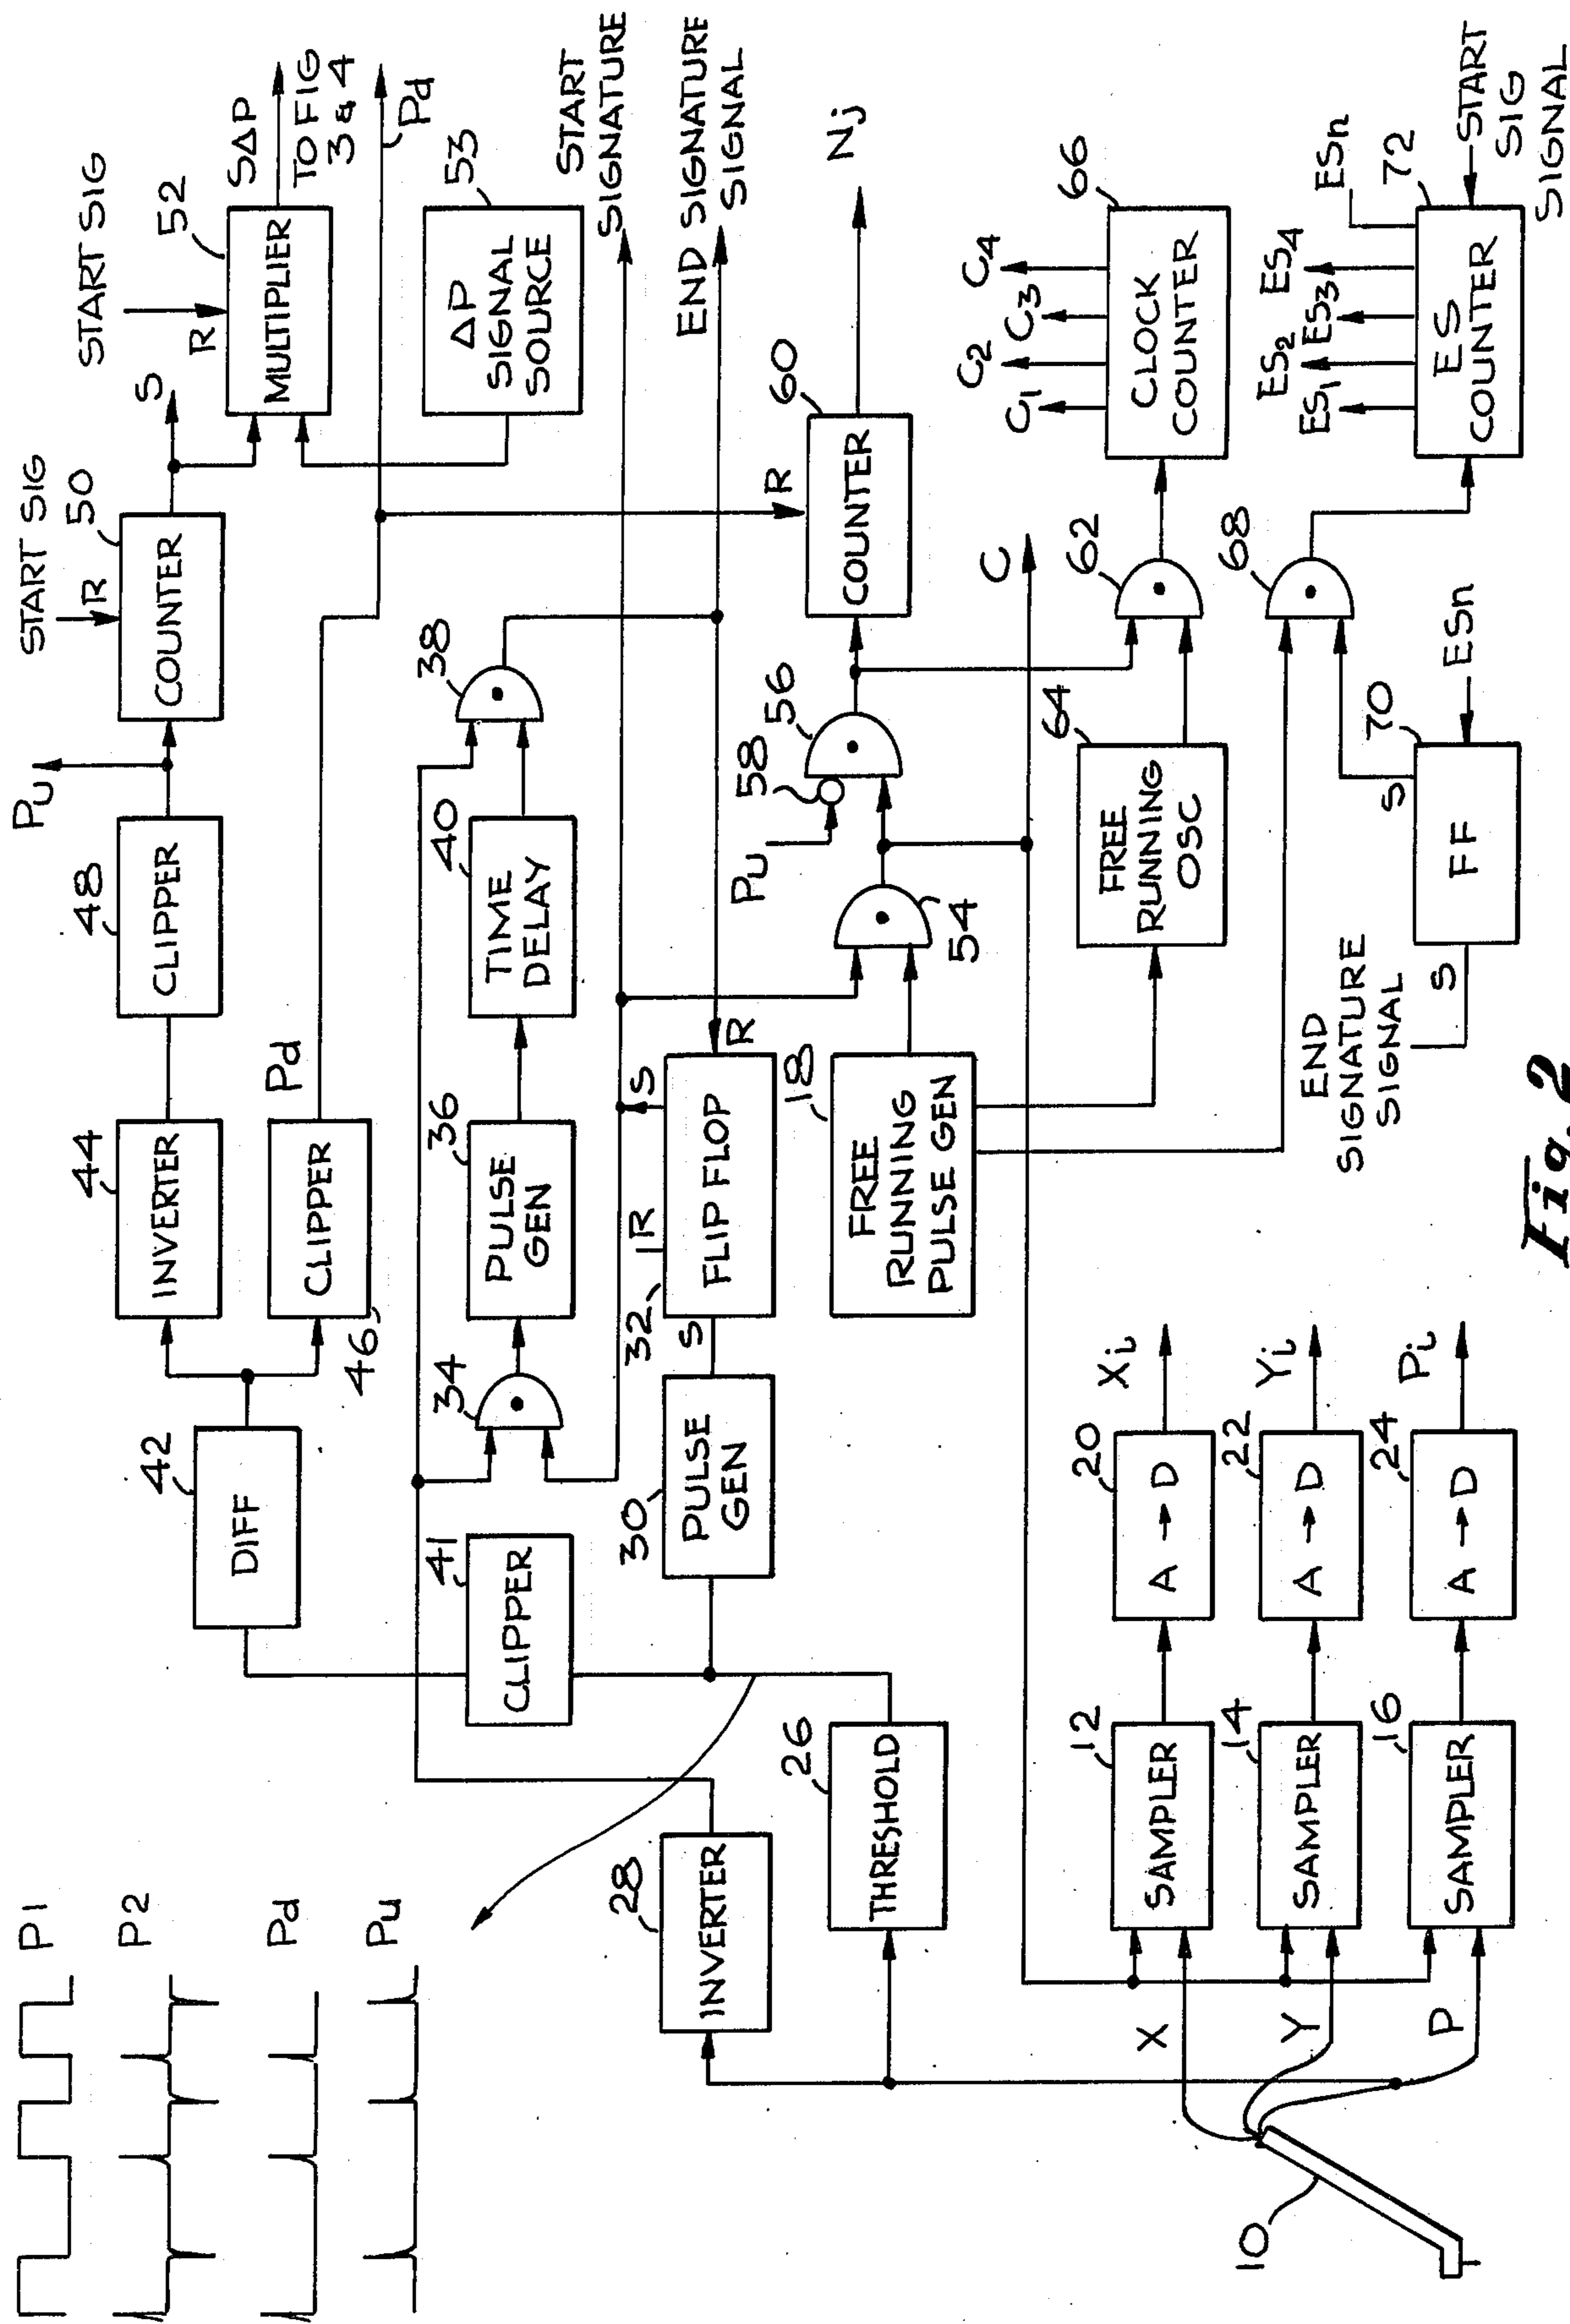 P1
P2
Pd
Pu
42
DIFF
44
INVERTER
48
CLIPPER
PU
START SIG
R
50
COUNTER
S
START SIG
R
52
MULTIPLIER
SΔP
TO FIG
3 & 4
Pd
46
CLIPPER
Pd
53
ΔP
SIGNAL
SOURCE
41
CLIPPER
34
36
PULSE
GEN
40
TIME
DELAY
38
START
SIGNATURE
END SIGNATURE
SIGNAL
28
INVERTER
30
PULSE
GEN
S
32
1R
S
FLIP FLOP
R
26
THRESHOLD
18
FREE
RUNNING
PULSE GEN
54
PU
58
56
R
60
COUNTER
Nj
C
12
SAMPLER
20
A → D
Xi
14
SAMPLER
22
A → D
Yi
16
SAMPLER
24
A → D
Pi
X
Y
P
10
64
FREE
RUNNING
OSC
62
66
CLOCK
COUNTER
C1
C2
C3
C4
68
END
SIGNATURE
SIGNAL
S
70
FF
S
ESn
72
ES
COUNTER
ES1
ES2
ES3
ES4
ESn
START
SIG
SIGNAL
Fig. 2